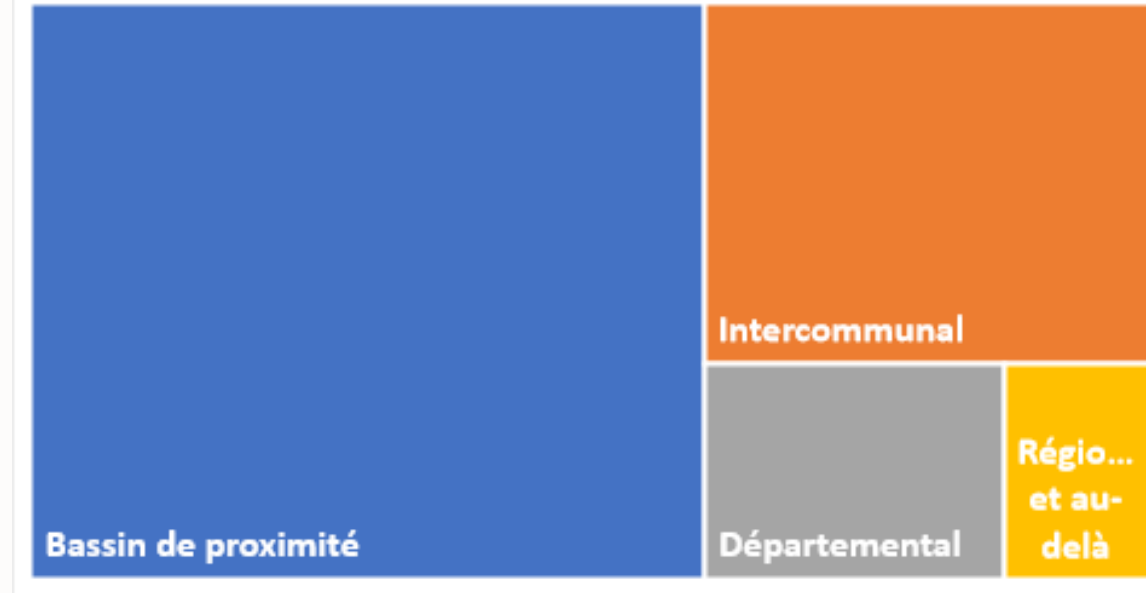 Intercommunal
Bassin de proximité
Départemental
Régio...
et au-
delà